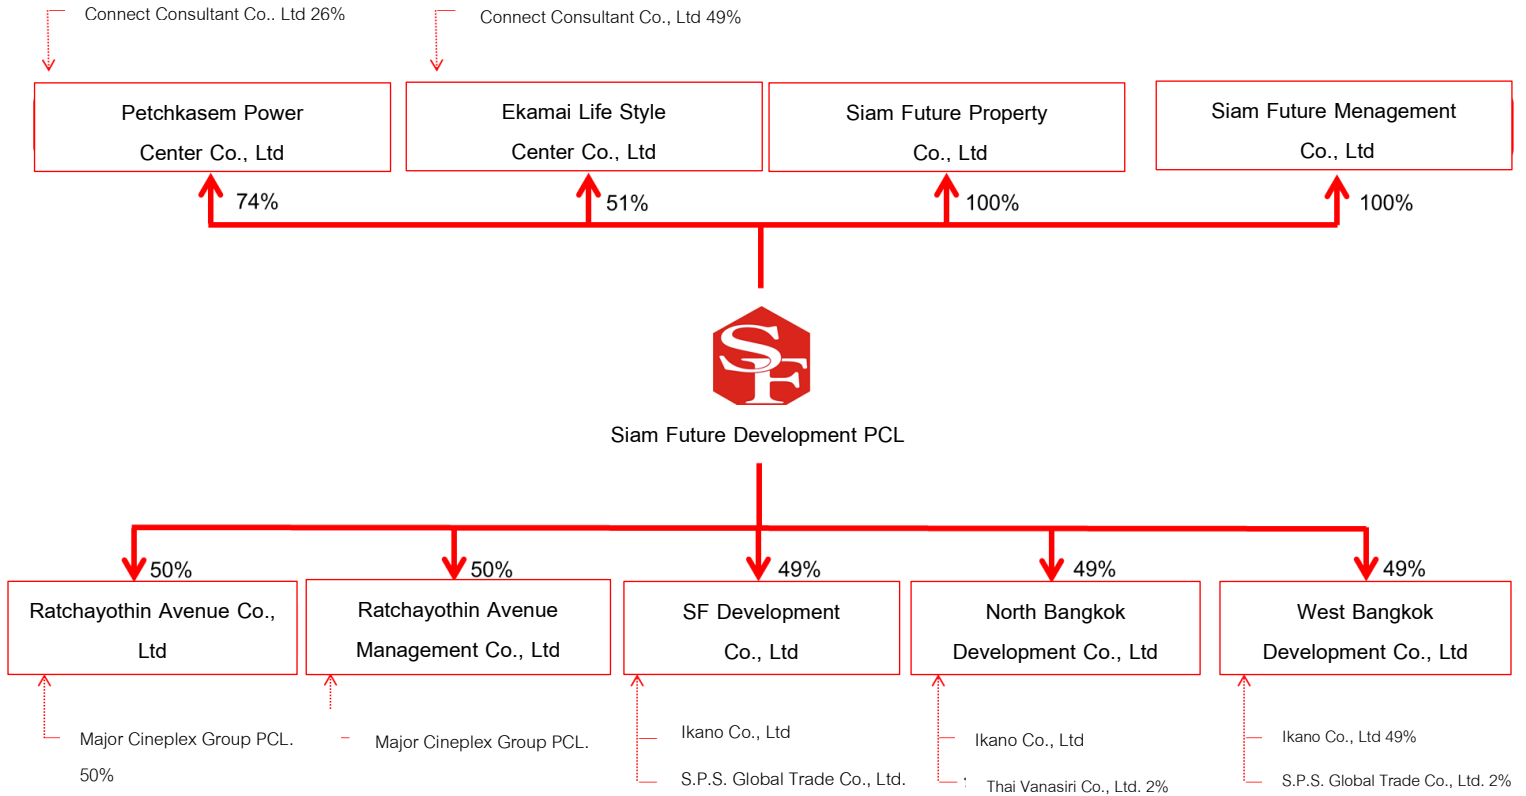 Connect Consultant Co.. Ltd 26%
Connect Consultant Co., Ltd 49%
Petchkasem Power
Center Co., Ltd
Ekamai Life Style
Center Co., Ltd
Siam Future Property
Co., Ltd
Siam Future Menagement
Co., Ltd
74%
51%
100%
100%
SF
Siam Future Development PCL
50%
50%
49%
49%
49%
Ratchayothin Avenue Co.,
Ltd
Ratchayothin Avenue
Management Co., Ltd
SF Development
Co., Ltd
North Bangkok
Development Co., Ltd
West Bangkok
Development Co., Ltd
Major Cineplex Group PCL.
50%
Major Cineplex Group PCL.
Ikano Co., Ltd
S.P.S. Global Trade Co., Ltd.
Ikano Co., Ltd
Thai Vanasiri Co., Ltd. 2%
Ikano Co., Ltd 49%
S.P.S. Global Trade Co., Ltd. 2%